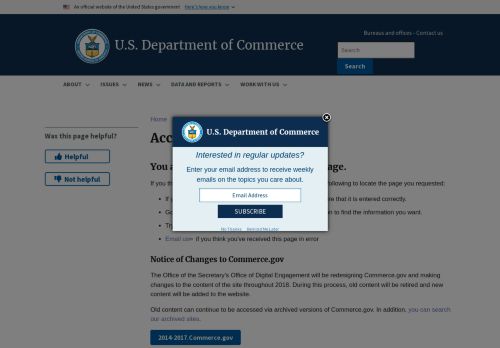 An official website of the United States government Here's how you know
U.S. Department of Commerce
Bureaus and offices - Contact us
Search
Search
ABOUT ISSUES NEWS DATA AND REPORTS WORK WITH US
Home
Was this page helpful?
Helpful
Not helpful
Acc
You a
ge.
If you th
following to locate the page you requested:
If y
re that it is entered correctly.
Go
on to find the information you want.
Try
Email us if you think you've received this page in error
U.S. Department of Commerce
Interested in regular updates?
Enter your email address to receive weekly
emails on the topics you care about.
Email Address
SUBSCRIBE
No Thanks Remind Me Later
Notice of Changes to Commerce.gov
The Office of the Secretary's Office of Digital Engagement will be redesigning Commerce.gov and making
changes to the content of the site throughout 2018. During this process, old content will be retired and new
content will be added to the website.
Old content can continue to be accessed via archived versions of Commerce.gov. In addition, you can search
our archived sites.
2014-2017.Commerce.gov